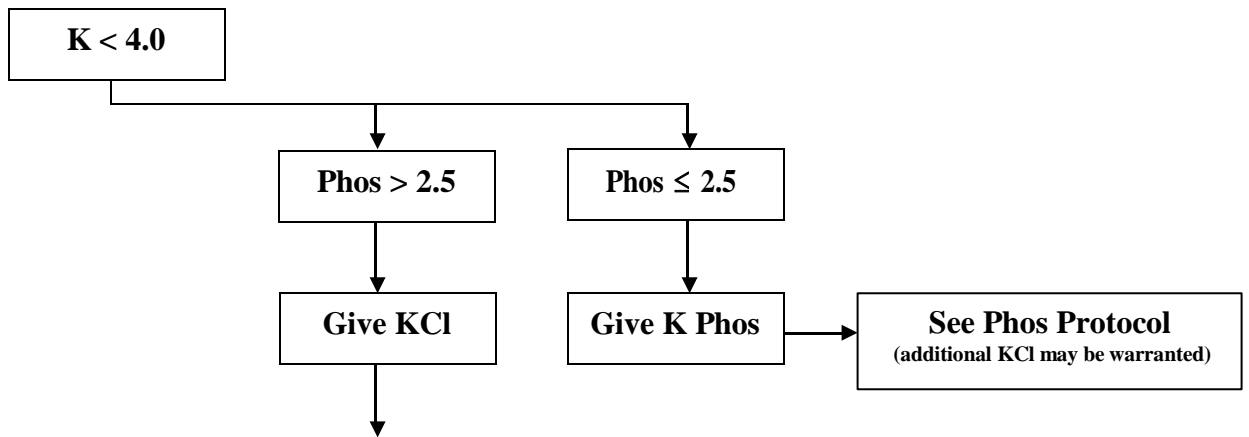 K < 4.0
Phos > 2.5
Phos ≤ 2.5
Give KCl
Give K Phos
See Phos Protocol
(additional KCl may be warranted)